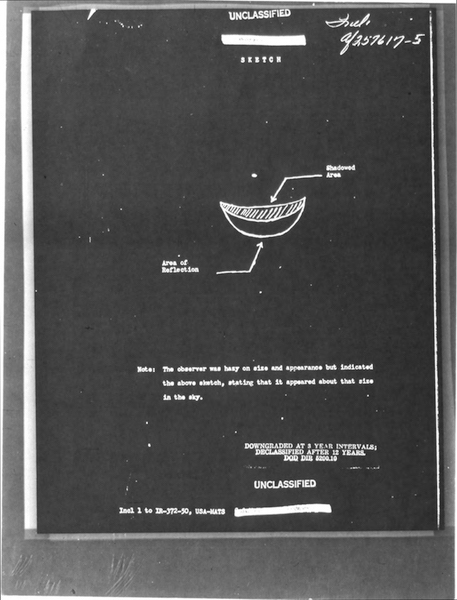 UNCLASSIFIED
Incl:
9/257617-5
SKETCH
Shadowed
Area
Area of
Reflection
Note: The observer was hazy on size and appearance but indicated
the above sketch, stating that it appeared about that size
in the sky.
DOWNGRADED AT 3 YEAR INTERVALS;
DECLASSIFIED AFTER 12 YEARS.
DOD DIR 5200.10
UNCLASSIFIED
Incl 1 to IR-372-50, USA-MATS